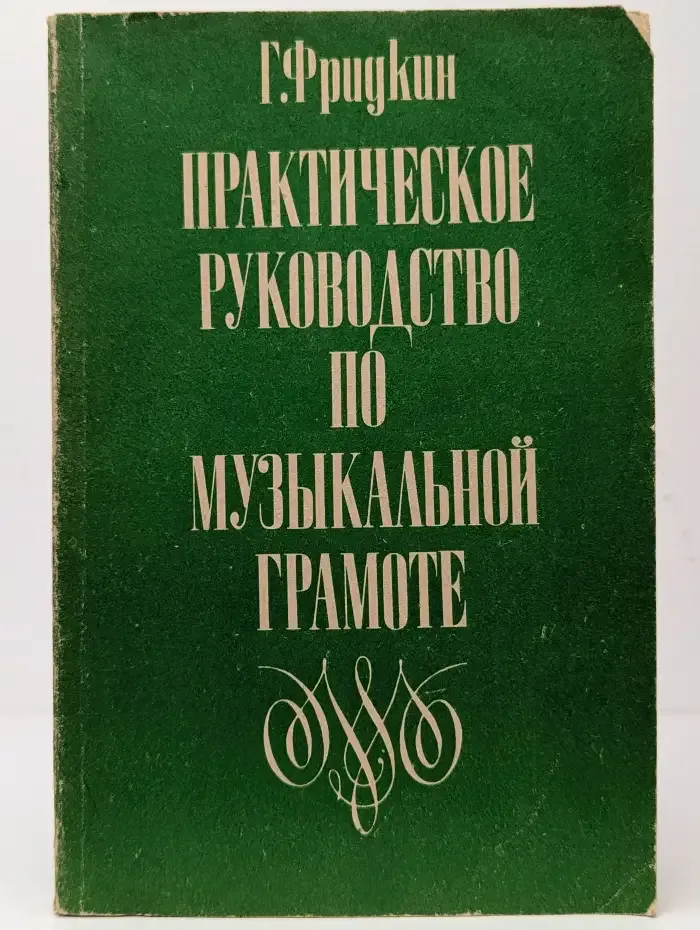 Г. Фридкин
ПРАКТИЧЕСКОЕ
РУКОВОДСТВО
ПО
МУЗЫКАЛЬНОЙ
ГРАМОТЕ